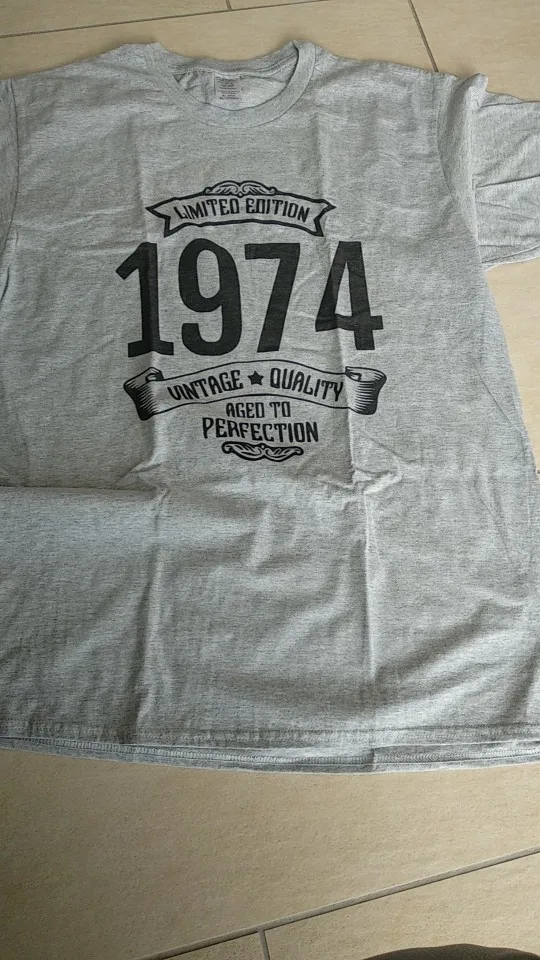 LIMITED EDITION
1974
VINTAGE ★ QUALITY
AGED TO
PERFECTION